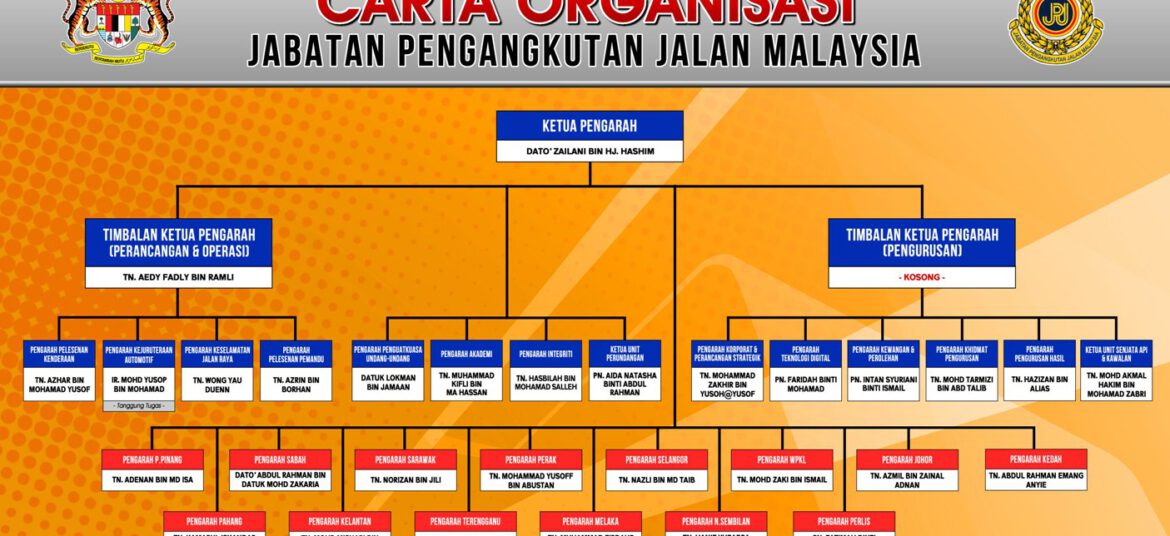 CARTA ORGANISASI
JABATAN PENGANGKUTAN JALAN MALAYSIA
JPJ
JABATAN PENGANGKUTAN JALAN MALAYSIA
KETUA PENGARAH
DATO' ZAILANI BIN HJ. HASHIM
TIMBALAN KETUA PENGARAH
(PERANCANGAN & OPERASI)
TN. AEDY FADLY BIN RAMLI
TIMBALAN KETUA PENGARAH
(PENGURUSAN)
- KOSONG -
PENGARAH PELESENAN
KENDERAAN
TN. AZHAR BIN
MOHAMAD YUSOF
PENGARAH KEJURUTERAAN
AUTOMOTIF
IR. MOHD YUSOP
BIN MOHAMAD
- Tanggung Tugas -
PENGARAH KESELAMATAN
JALAN RAYA
TN. WONG YAU
DUENN
PENGARAH
PELESENAN PEMANDU
TN. AZRIN BIN
BORHAN
PENGARAH PENGUATKUASA
UNDANG-UNDANG
DATUK LOKMAN
BIN JAMAAN
PENGARAH AKADEMI
TN. MUHAMMAD
KIFLI BIN
MA HASSAN
PENGARAH INTEGRITI
TN. HASBILAH BIN
MOHAMAD SALLEH
KETUA UNIT
PERUNDANGAN
PN. AIDA NATASHA
BINTI ABDUL
RAHMAN
PENGARAH KORPORAT &
PERANCANGAN STRATEGIK
TN. MOHAMMAD
ZAKHIR BIN
YUSOH@YUSOF
PENGARAH
TEKNOLOGI DIGITAL
PN. FARIDAH BINTI
MOHAMAD
PENGARAH KEWANGAN &
PEROLEHAN
PN. INTAN SYURIANI
BINTI ISMAIL
PENGARAH KHIDMAT
PENGURUSAN
TN. MOHD TARMIZI
BIN ABD TALIB
PENGARAH
PENGURUSAN HASIL
TN. HAZIZAN BIN
ALIAS
KETUA UNIT SENJATA API
& KAWALAN
TN. MOHD AKMAL
HAKIM BIN
MOHAMAD ZABRI
PENGARAH P.PINANG
TN. ADENAN BIN MD ISA
PENGARAH SABAH
DATO' ABDUL RAHMAN BIN
DATUK MOHD ZAKARIA
PENGARAH SARAWAK
TN. NORIZAN BIN JILI
PENGARAH PERAK
TN. MOHAMMAD YUSOFF
BIN ABUSTAN
PENGARAH SELANGOR
TN. NAZLI BIN MD TAIB
PENGARAH WPKL
TN. MOHD ZAKI BIN ISMAIL
PENGARAH JOHOR
TN. AZMIL BIN ZAINAL
ADNAN
PENGARAH KEDAH
TN. ABDUL RAHMAN EMANG
ANYIE
PENGARAH PAHANG
PENGARAH KELANTAN
PENGARAH TERENGGANU
PENGARAH MELAKA
PENGARAH N.SEMBILAN
PENGARAH PERLIS